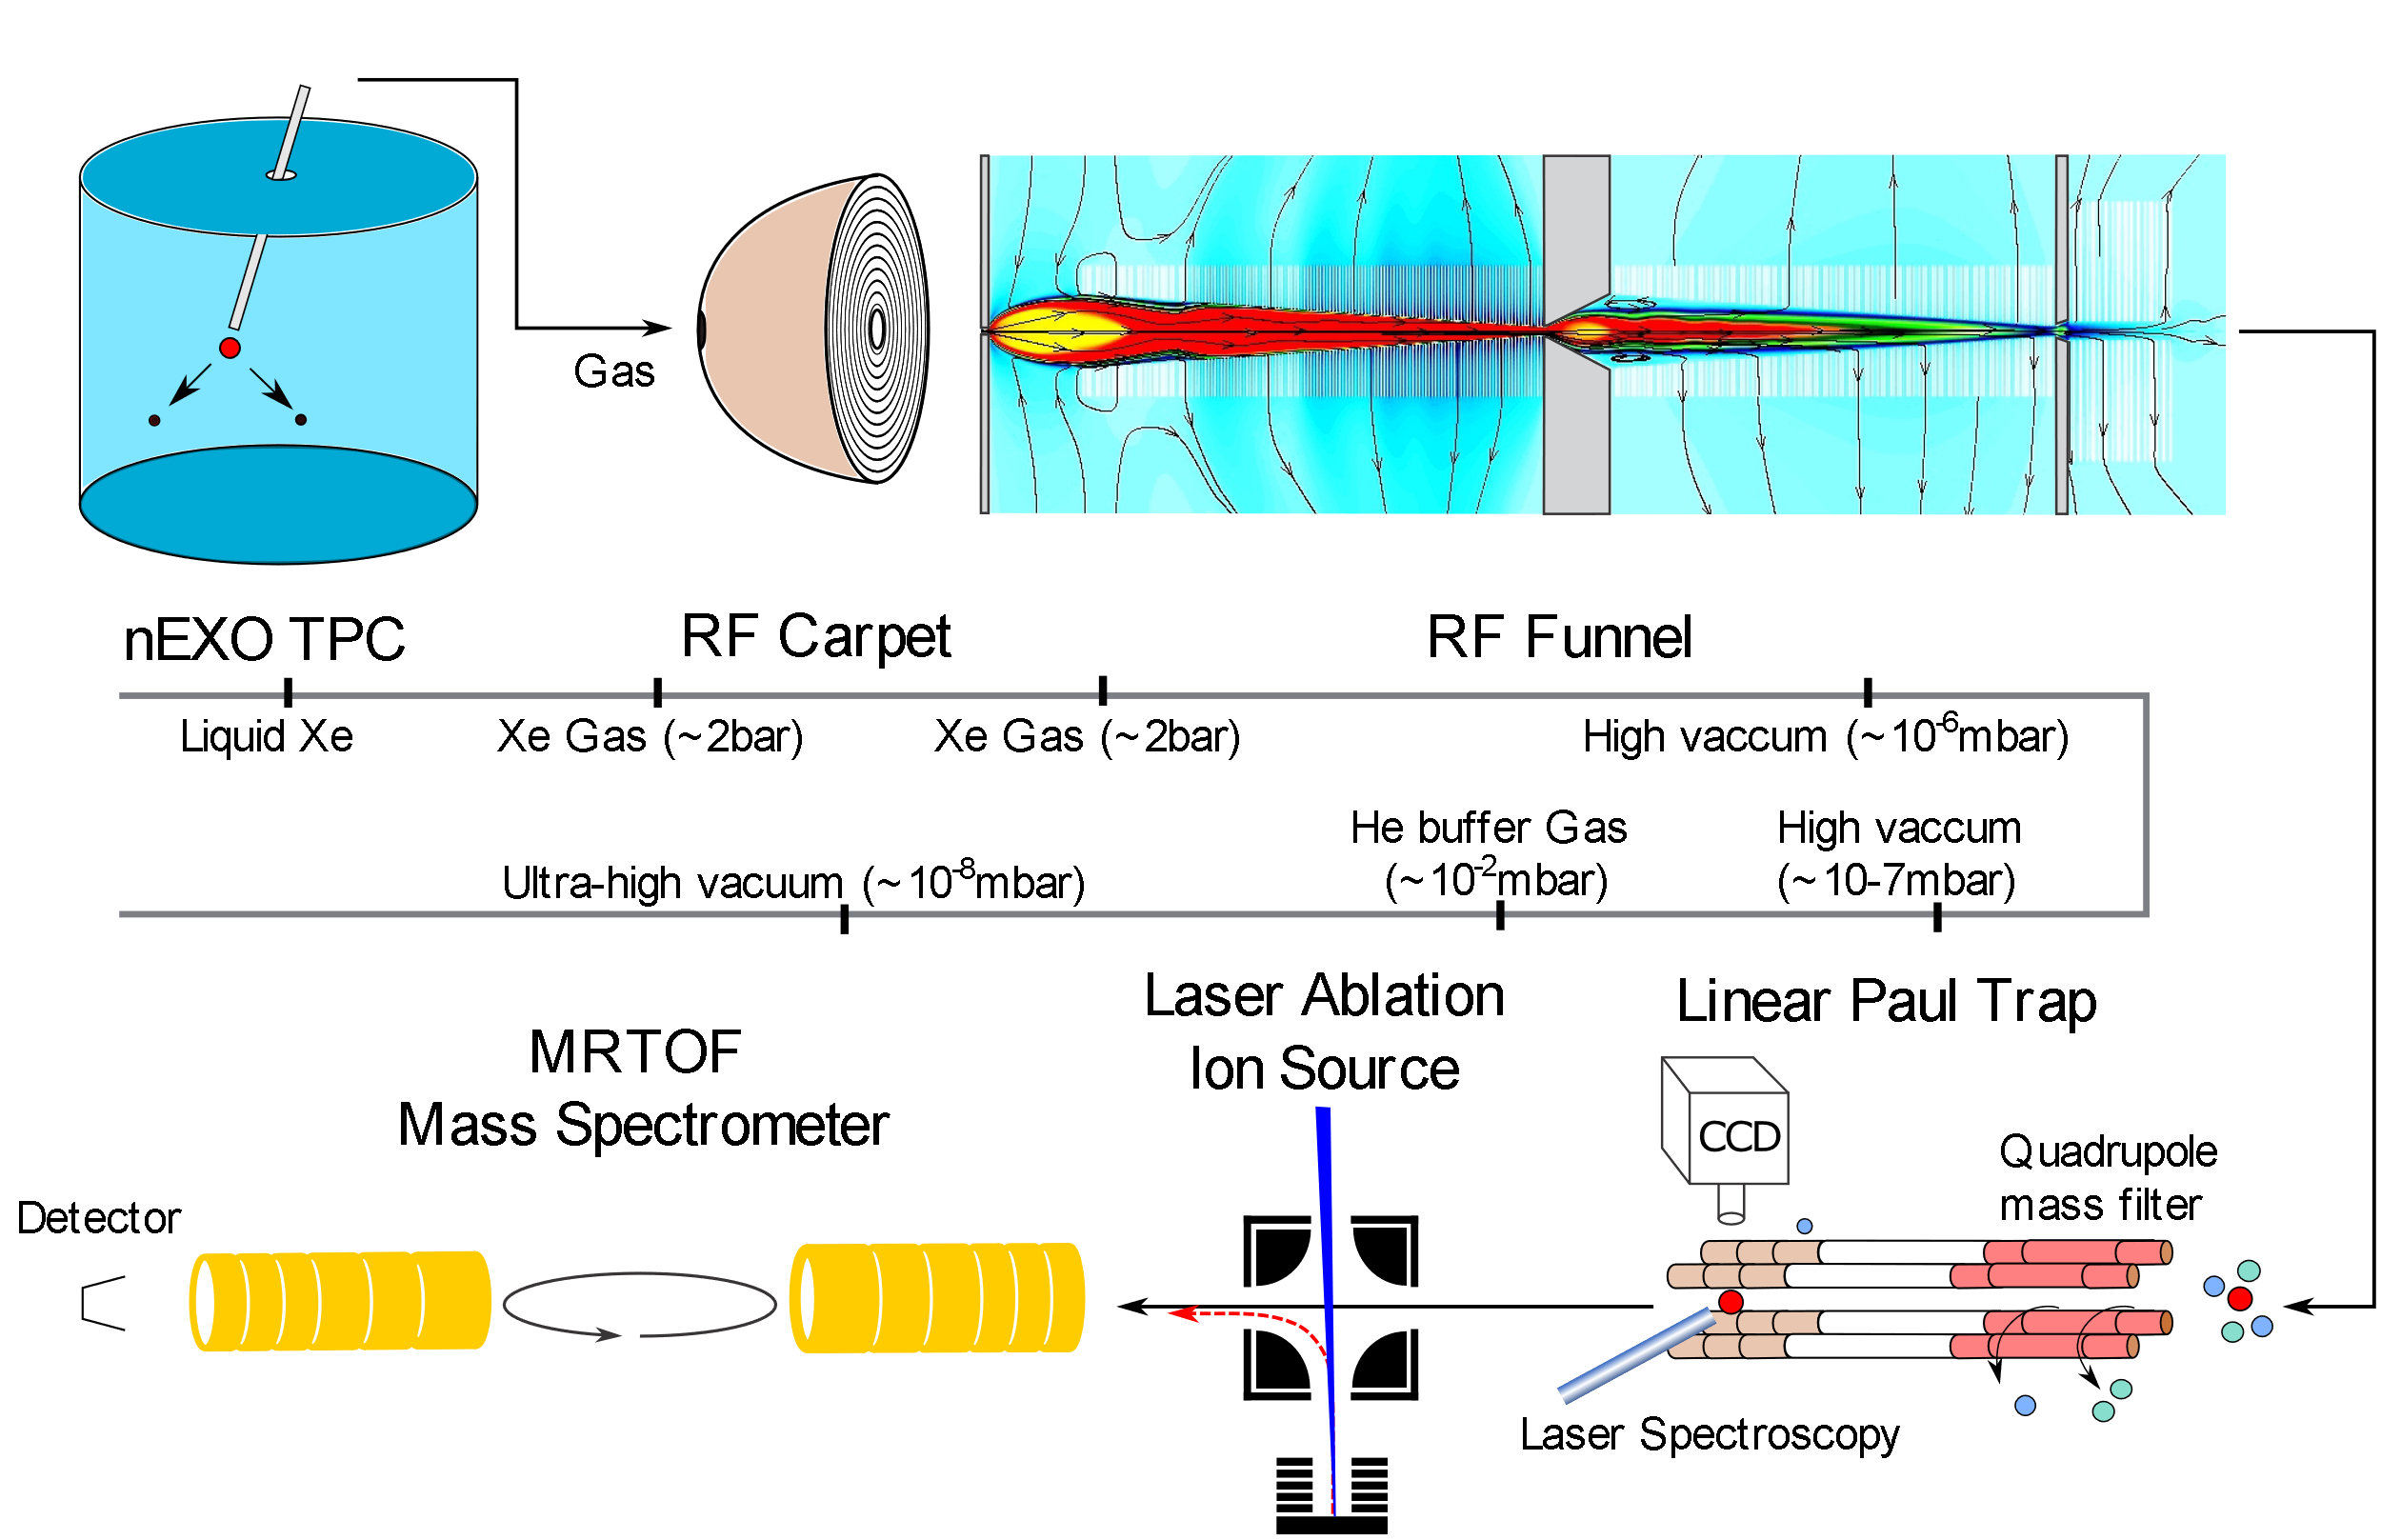 Gas
nEXO TPC
RF Carpet
RF Funnel
Liquid Xe
Xe Gas (~2bar)
Xe Gas (~2bar)
High vaccum (~10-6mbar)
Ultra-high vacuum (~10-8mbar)
He buffer Gas
(~10-2mbar)
High vaccum
(~10-7mbar)
MRTOF
Mass Spectrometer
Laser Ablation
Ion Source
Linear Paul Trap
CCD
Quadrupole
mass filter
Detector
Laser Spectroscopy